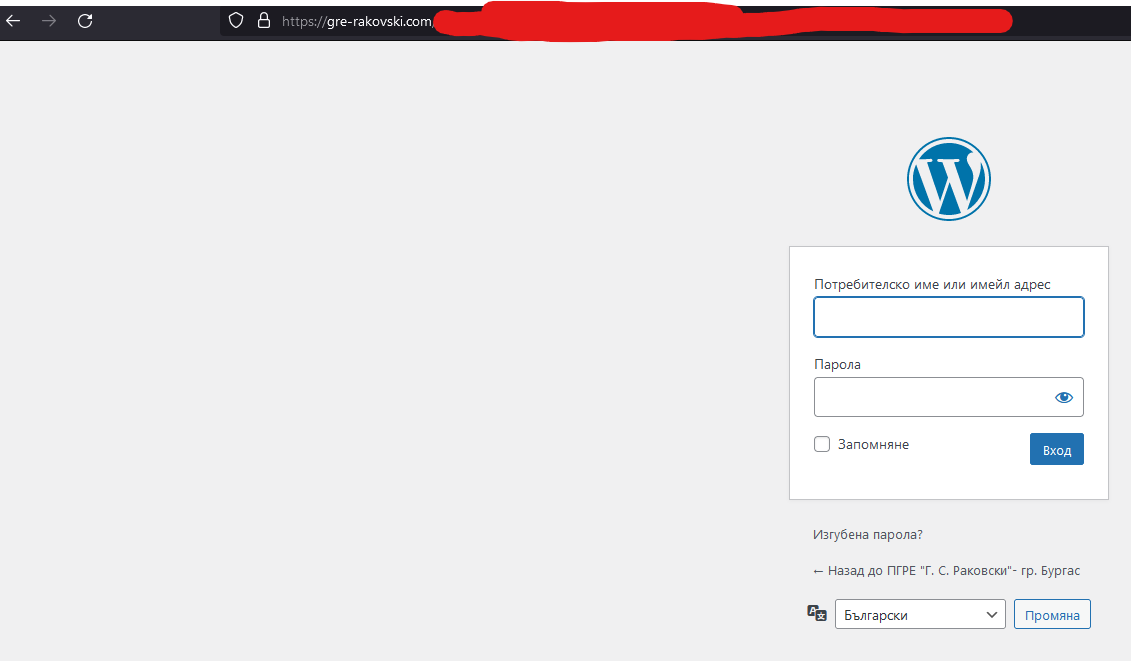 https://gre-rakovski.com/
Потребителско име или имейл адрес
Парола
Запомняне
Вход
Изгубена парола?
← Назад до ПГРЕ "Г. С. Раковски"- гр. Бургас
Български
Промяна